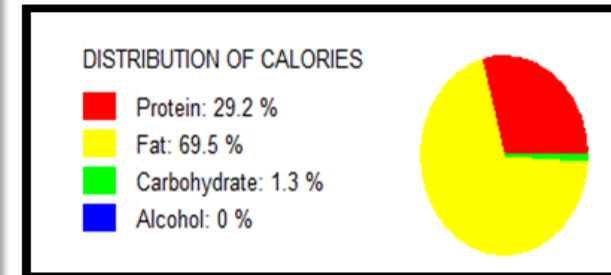 DISTRIBUTION OF CALORIES
Protein: 29.2 %
Fat: 69.5 %
Carbohydrate: 1.3 %
Alcohol: 0 %